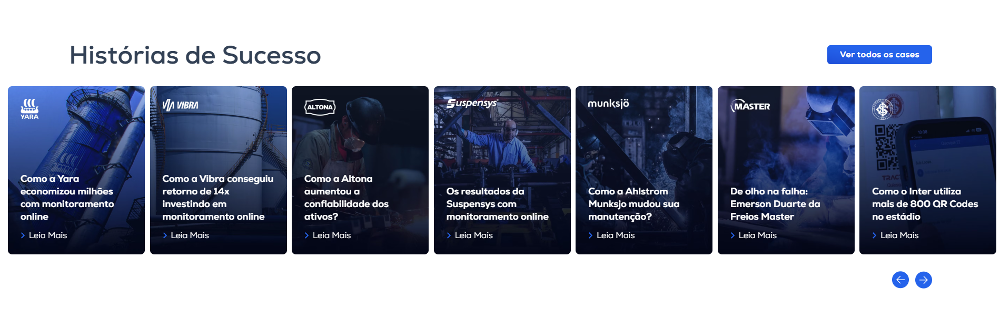 Histórias de Sucesso
Ver todos os cases
YARA
Como a Yara
economizou milhões
com monitoramento
online
Leia Mais
VIBRA
Como a Vibra conseguiu
retorno de 14x
investindo em
monitoramento online
Leia Mais
ALTONA
Como a Altona
aumentou a
confiabilidade dos
ativos?
Leia Mais
Suspensys
Os resultados da
Suspensys com
monitoramento online
Leia Mais
munksjö
Como a Ahlstrom
Munksjo mudou sua
manutenção?
Leia Mais
MASTER
De olho na falha:
Emerson Duarte da
Freios Master
Leia Mais
10:38
TRACT
Como o Inter utiliza
mais de 800 QR Codes
no estádio
Leia Mais